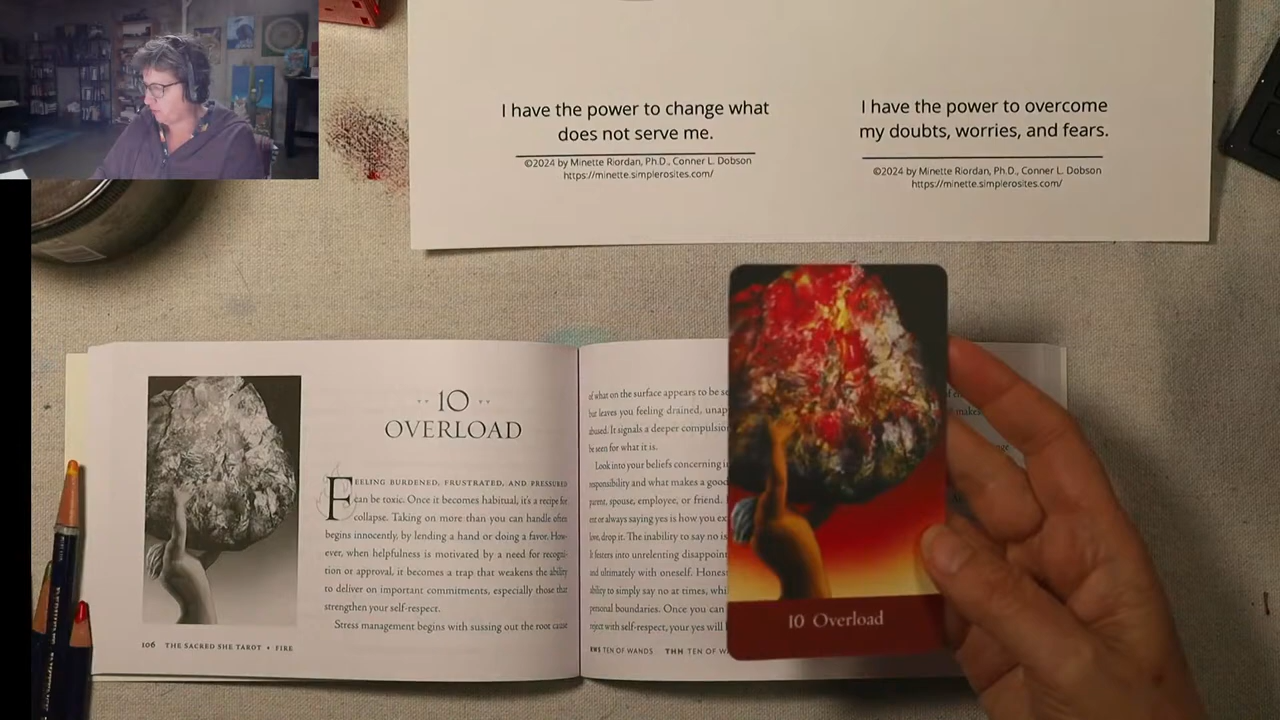 I have the power to change what
does not serve me.
©2024 by Minette Riordan, Ph.D., Conner L. Dobson
https://minette.simplerosites.com/
I have the power to overcome
my doubts, worries, and fears.
©2024 by Minette Riordan, Ph.D., Conner L. Dobson
https://minette.simplerosites.com/
10
OVERLOAD
FEELING BURDENED, FRUSTRATED, AND PRESSURED
can be toxic. Once it becomes habitual, it's a recipe for
collapse. Taking on more than you can handle often
begins innocently, by lending a hand or doing a favor. How-
ever, when helpfulness is motivated by a need for recogni-
tion or approval, it becomes a trap that weakens the ability
to deliver on important commitments, especially those that
strengthen your self-respect.
Stress management begins with sussing out the root cause
106 THE SACRED SHE TAROT • FIRE
of what on the surface appears to be
but leaves you feeling drained,
abused. It signals a deeper
be seen for what it is.
Look into your beliefs concerning
responsibility and what makes a good
parent, spouse, employee, or friend.
or always saying yes is how you
love, drop it. The inability to say no is
It festers into unrelenting
and ultimately with oneself.
ability to simply say no at times,
personal boundaries. Once you can
reject with self-respect, your yes will
RWS TEN OF WANDS THH TEN OF
10 Overload